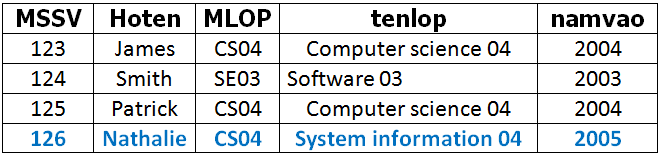 MSSV Hoten MLOP tenlop namvao
123 James CS04 Computer science 04 2004
124 Smith SE03 Software 03 2003
125 Patrick CS04 Computer science 04 2004
126 Nathalie CS04 System information 04 2005